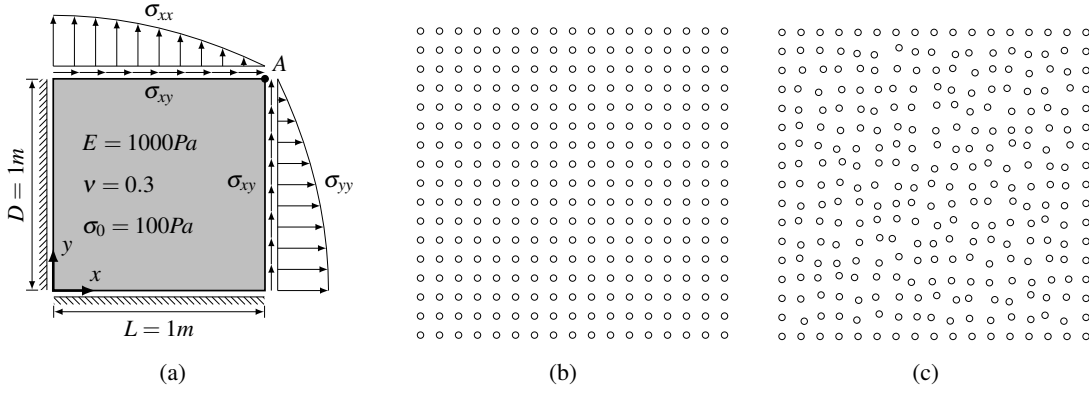 σxx
A
σxy
E = 1000Pa
ν = 0.3
σ0 = 100Pa
σxy
σyy
D = 1m
y
x
L = 1m
(a)
(b)
(c)